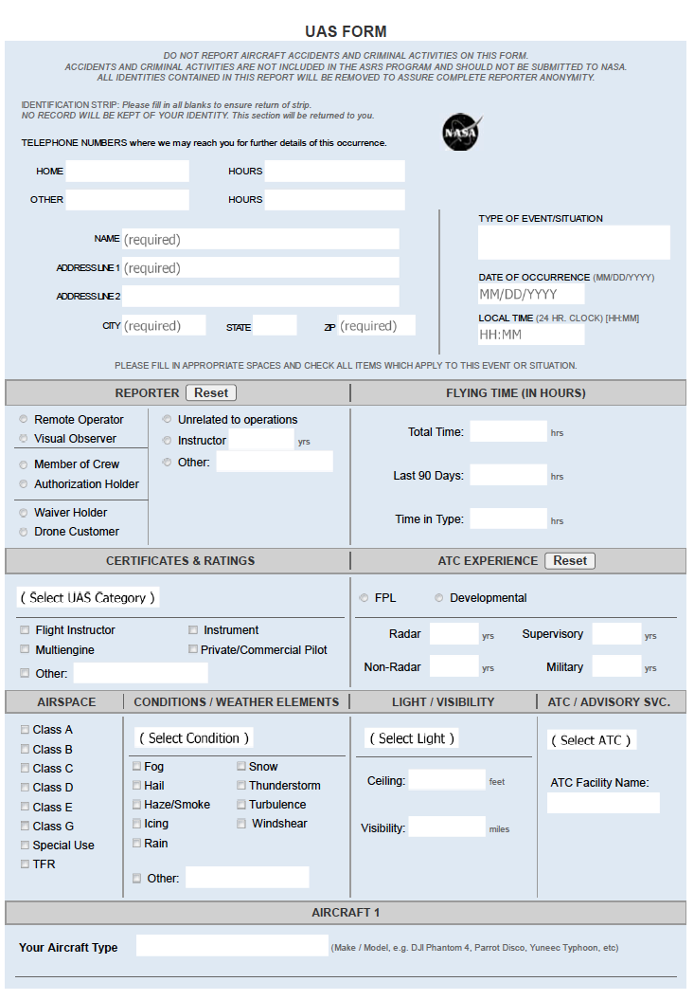 UAS FORM
DO NOT REPORT AIRCRAFT ACCIDENTS AND CRIMINAL ACTIVITIES ON THIS FORM.
ACCIDENTS AND CRIMINAL ACTIVITIES ARE NOT INCLUDED IN THE ASRS PROGRAM AND SHOULD NOT BE SUBMITTED TO NASA.
ALL IDENTITIES CONTAINED IN THIS REPORT WILL BE REMOVED TO ASSURE COMPLETE REPORTER ANONYMITY.
IDENTIFICATION STRIP: Please fill in all blanks to ensure return of strip.
NO RECORD WILL BE KEPT OF YOUR IDENTITY. This section will be returned to you.
NASA
TELEPHONE NUMBERS where we may reach you for further details of this occurrence.
HOME HOURS
OTHER HOURS
NAME (required)
ADDRESS LINE 1 (required)
ADDRESS LINE 2
CITY (required) STATE ZIP (required)
TYPE OF EVENT/SITUATION
DATE OF OCCURRENCE (MM/DD/YYYY)
MM/DD/YYYY
LOCAL TIME (24 HR. CLOCK) [HH:MM]
HH:MM
PLEASE FILL IN APPROPRIATE SPACES AND CHECK ALL ITEMS WHICH APPLY TO THIS EVENT OR SITUATION.
REPORTER Reset
Remote Operator
Visual Observer
Member of Crew
Authorization Holder
Waiver Holder
Drone Customer
Unrelated to operations
Instructor yrs
Other:
FLYING TIME (IN HOURS)
Total Time: hrs
Last 90 Days: hrs
Time in Type: hrs
CERTIFICATES & RATINGS
( Select UAS Category )
Flight Instructor Instrument
Multiengine Private/Commercial Pilot
Other:
ATC EXPERIENCE Reset
FPL Developmental
Radar yrs Supervisory yrs
Non-Radar yrs Military yrs
AIRSPACE
Class A
Class B
Class C
Class D
Class E
Class G
Special Use
TFR
CONDITIONS / WEATHER ELEMENTS
( Select Condition )
Fog Snow
Hail Thunderstorm
Haze/Smoke Turbulence
Icing Windshear
Rain
Other:
LIGHT / VISIBILITY
( Select Light )
Ceiling: feet
Visibility: miles
ATC / ADVISORY SVC.
( Select ATC )
ATC Facility Name:
AIRCRAFT 1
Your Aircraft Type (Make / Model, e.g. DJI Phantom 4, Parrot Disco, Yuneec Typhoon, etc)